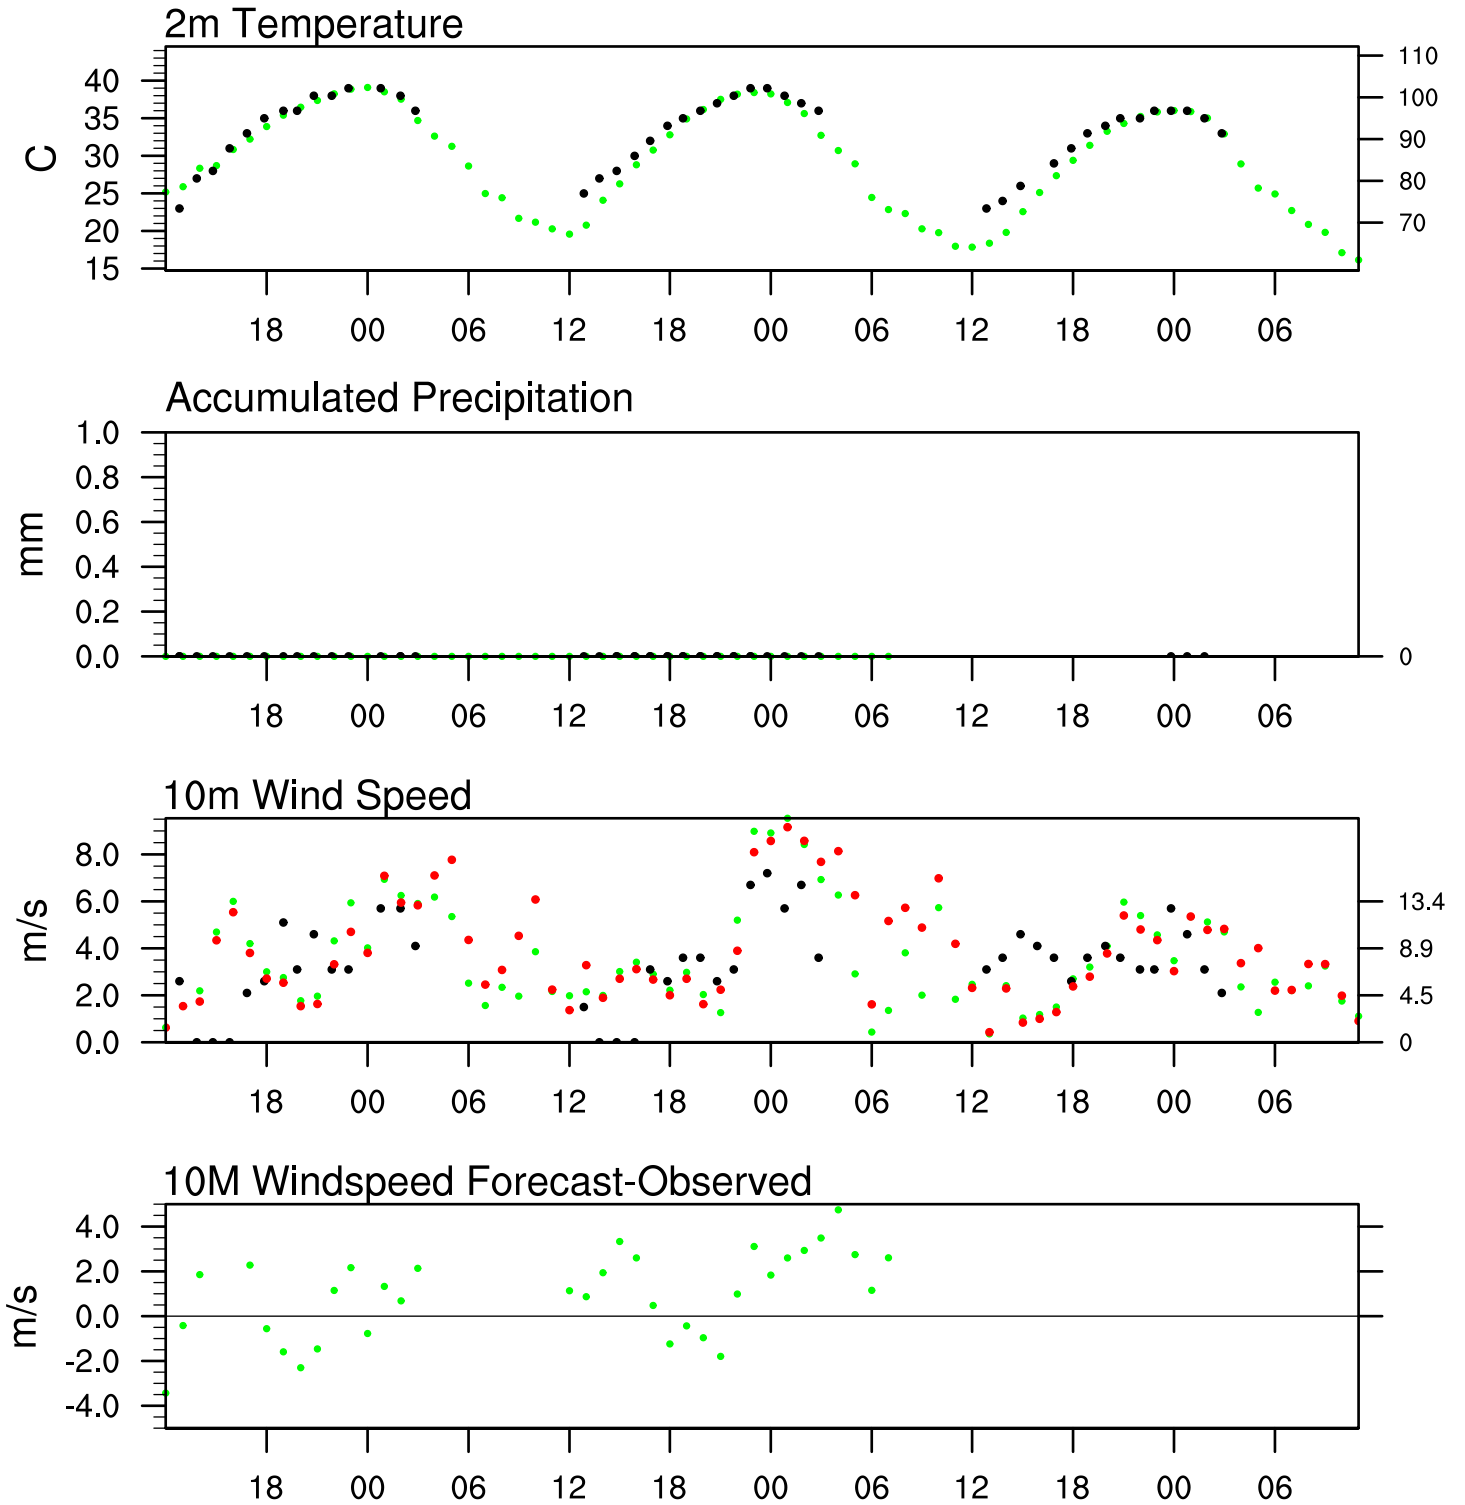 2m Temperature
40
35
30
25
20
15
C
110
100
90
80
70
18 00 06 12 18 00 06 12 18 00 06
Accumulated Precipitation
1.0
0.8
0.6
0.4
0.2
0.0
mm
0
18 00 06 12 18 00 06 12 18 00 06
10m Wind Speed
8.0
6.0
4.0
2.0
0.0
m/s
13.4
8.9
4.5
0
18 00 06 12 18 00 06 12 18 00 06
10M Windspeed Forecast-Observed
4.0
2.0
0.0
-2.0
-4.0
m/s
18 00 06 12 18 00 06 12 18 00 06